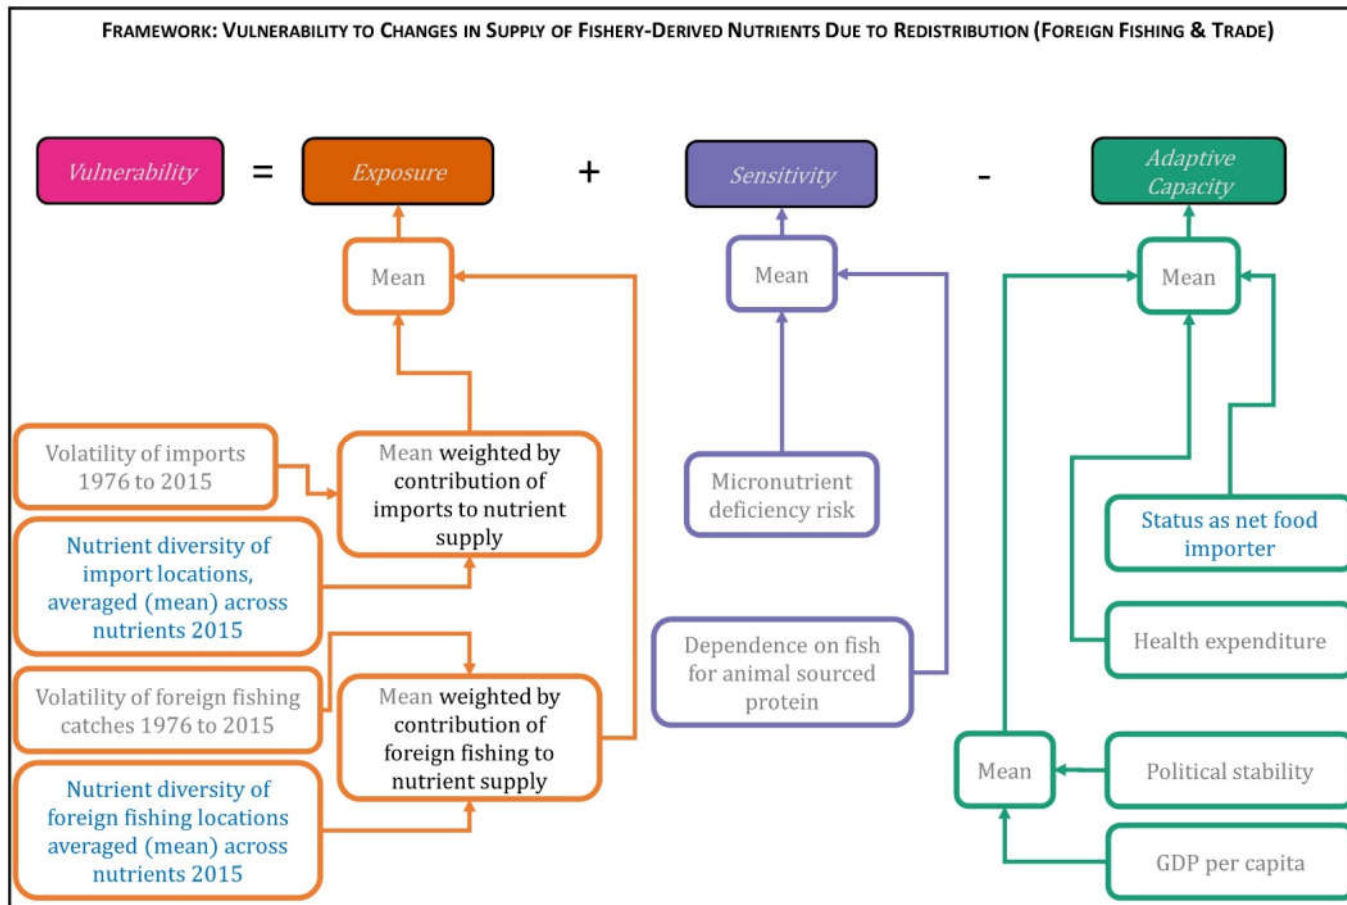 FRAMEWORK: VULNERABILITY TO CHANGES IN SUPPLY OF FISHERY-DERIVED NUTRIENTS DUE TO REDISTRIBUTION (FOREIGN FISHING & TRADE)
Vulnerability
=
Exposure
+
Sensitivity
-
Adaptive
Capacity
Mean
Mean
Mean
Volatility of imports
1976 to 2015
Mean weighted by
contribution of
imports to nutrient
supply
Nutrient diversity of
import locations,
averaged (mean) across
nutrients 2015
Volatility of foreign fishing
catches 1976 to 2015
Mean weighted by
contribution of
foreign fishing to
nutrient supply
Nutrient diversity of
foreign fishing locations
averaged (mean) across
nutrients 2015
Micronutrient
deficiency risk
Dependence on fish
for animal sourced
protein
Status as net food
importer
Health expenditure
Mean
Political stability
GDP per capita